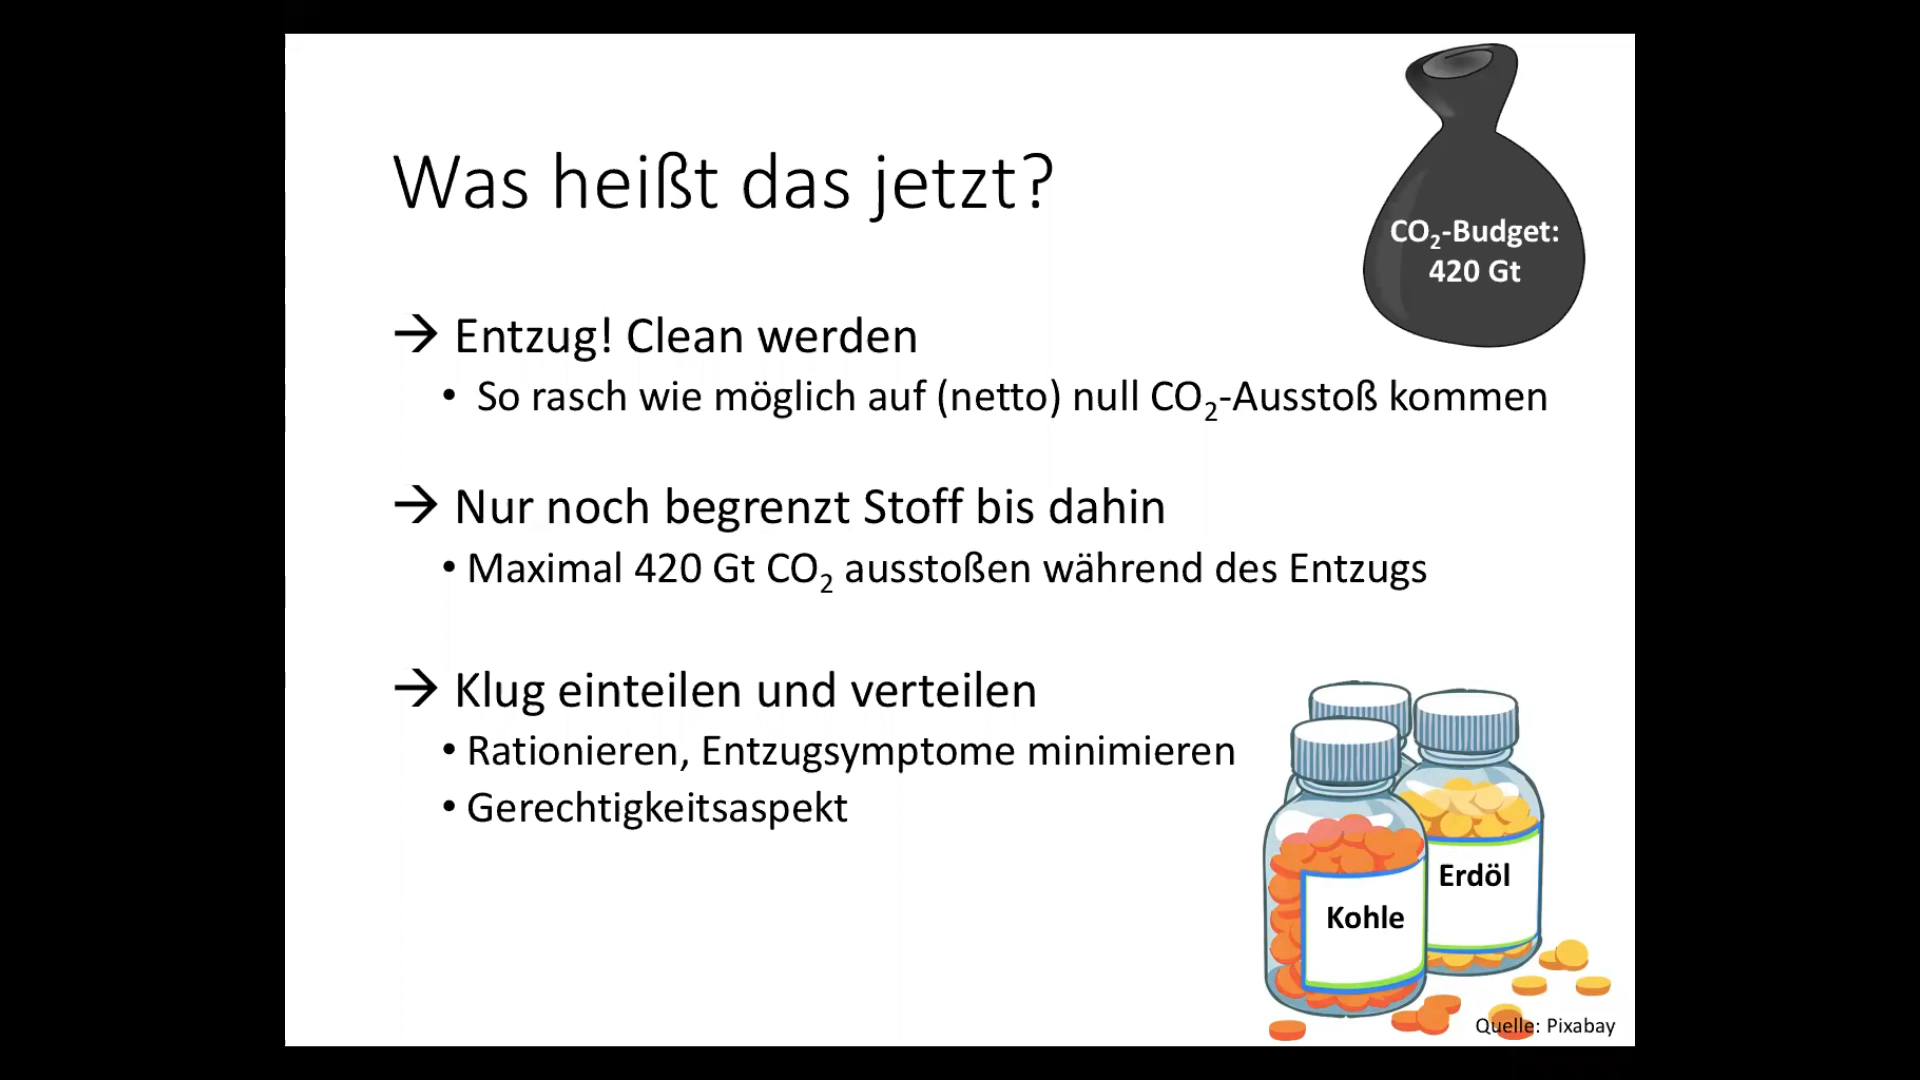 Was heißt das jetzt?
CO₂-Budget:
420 Gt
→ Entzug! Clean werden
• So rasch wie möglich auf (netto) null CO₂-Ausstoß kommen
→ Nur noch begrenzt Stoff bis dahin
• Maximal 420 Gt CO₂ ausstoßen während des Entzugs
→ Klug einteilen und verteilen
• Rationieren, Entzugsymptome minimieren
• Gerechtigkeitsaspekt
Erdöl
Kohle
Quelle: Pixabay